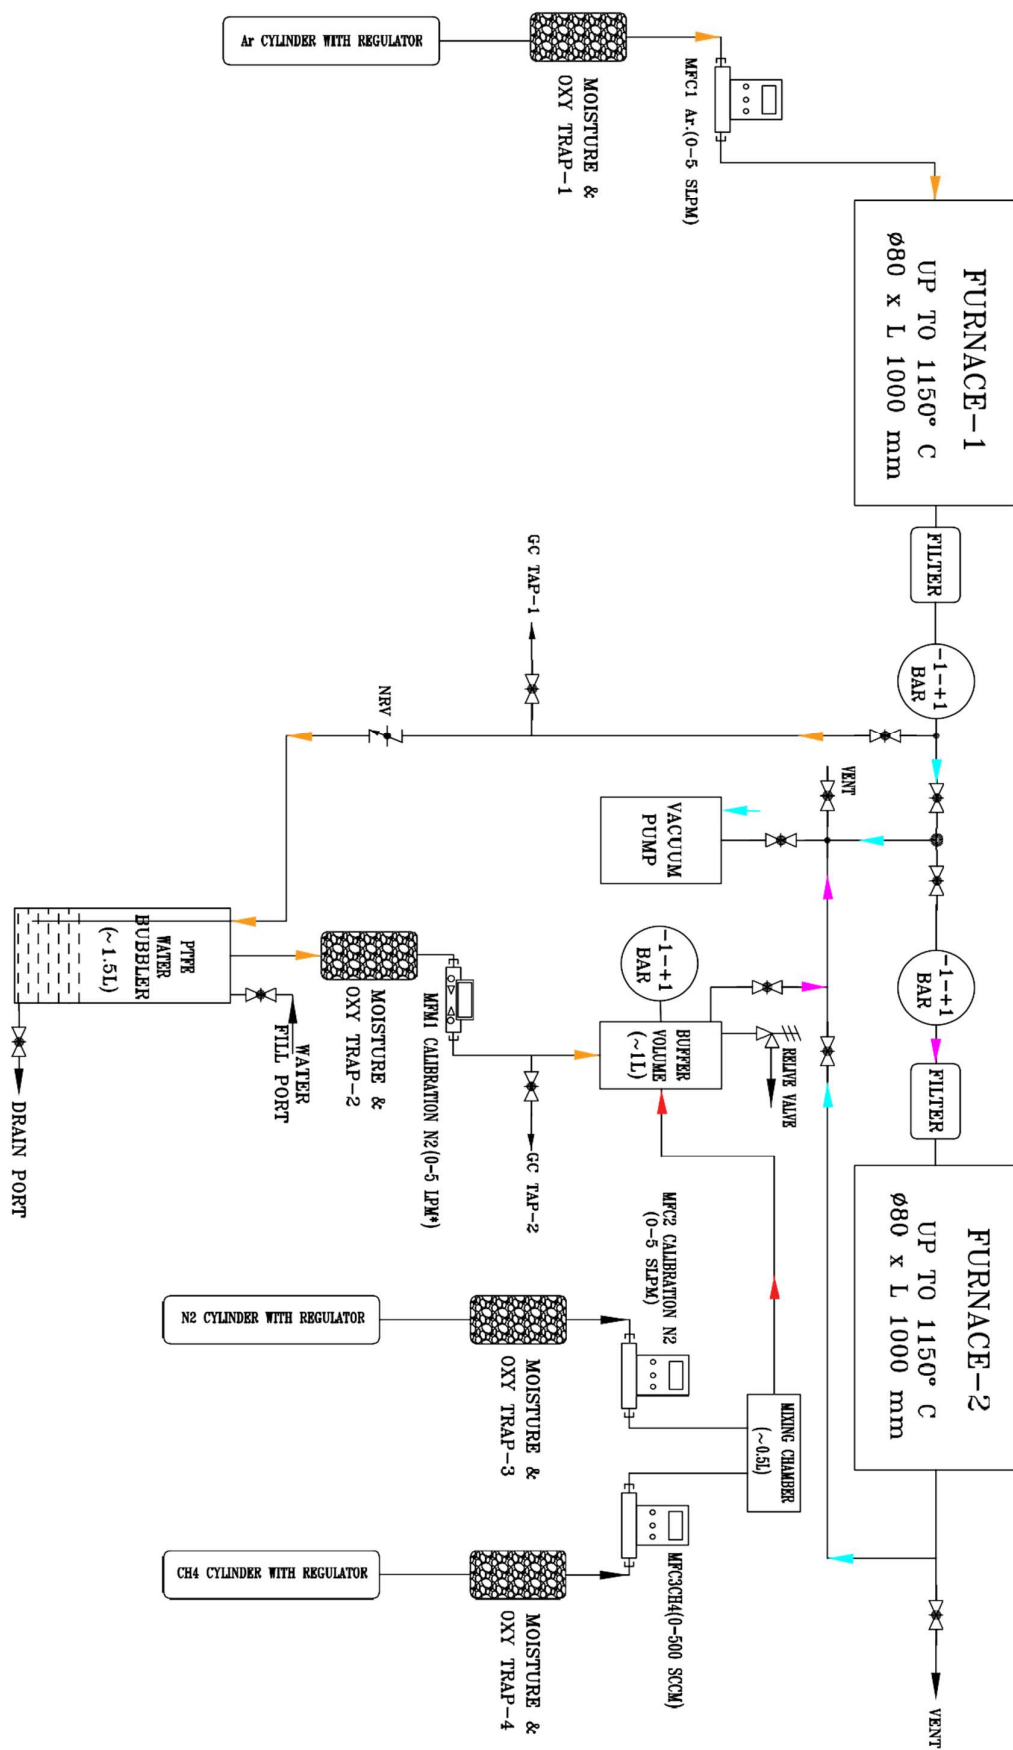 Ar CYLINDER WITH REGULATOR
MOISTURE &
OXY TRAP-1
MFC1 Ar.(0-5 SLPM)
FURNACE-1
UP TO 1150° C
Ø80 x L 1000 mm
FILTER
-1-+1
BAR
GC TAP-1
NRV
VENT
VACUUM
PUMP
-1-+1
BAR
FILTER
FURNACE-2
UP TO 1150° C
Ø80 x L 1000 mm
VENT
PTFE
WATER
BUBBLER
(~1.5L)
WATER
FILL PORT
DRAIN PORT
MOISTURE &
OXY TRAP-2
MFM1 CALIBRATION N2(0-5 LPM*)
GC TAP-2
-1-+1
BAR
BUFFER
VOLUME
(~1L)
RELIVE VALVE
N2 CYLINDER WITH REGULATOR
MOISTURE &
OXY TRAP-3
MFC2 CALIBRATION N2
(0-5 SLPM)
MIXING CHAMBER
(~0.5L)
CH4 CYLINDER WITH REGULATOR
MOISTURE &
OXY TRAP-4
MFC3CH4(0-500 SCCM)